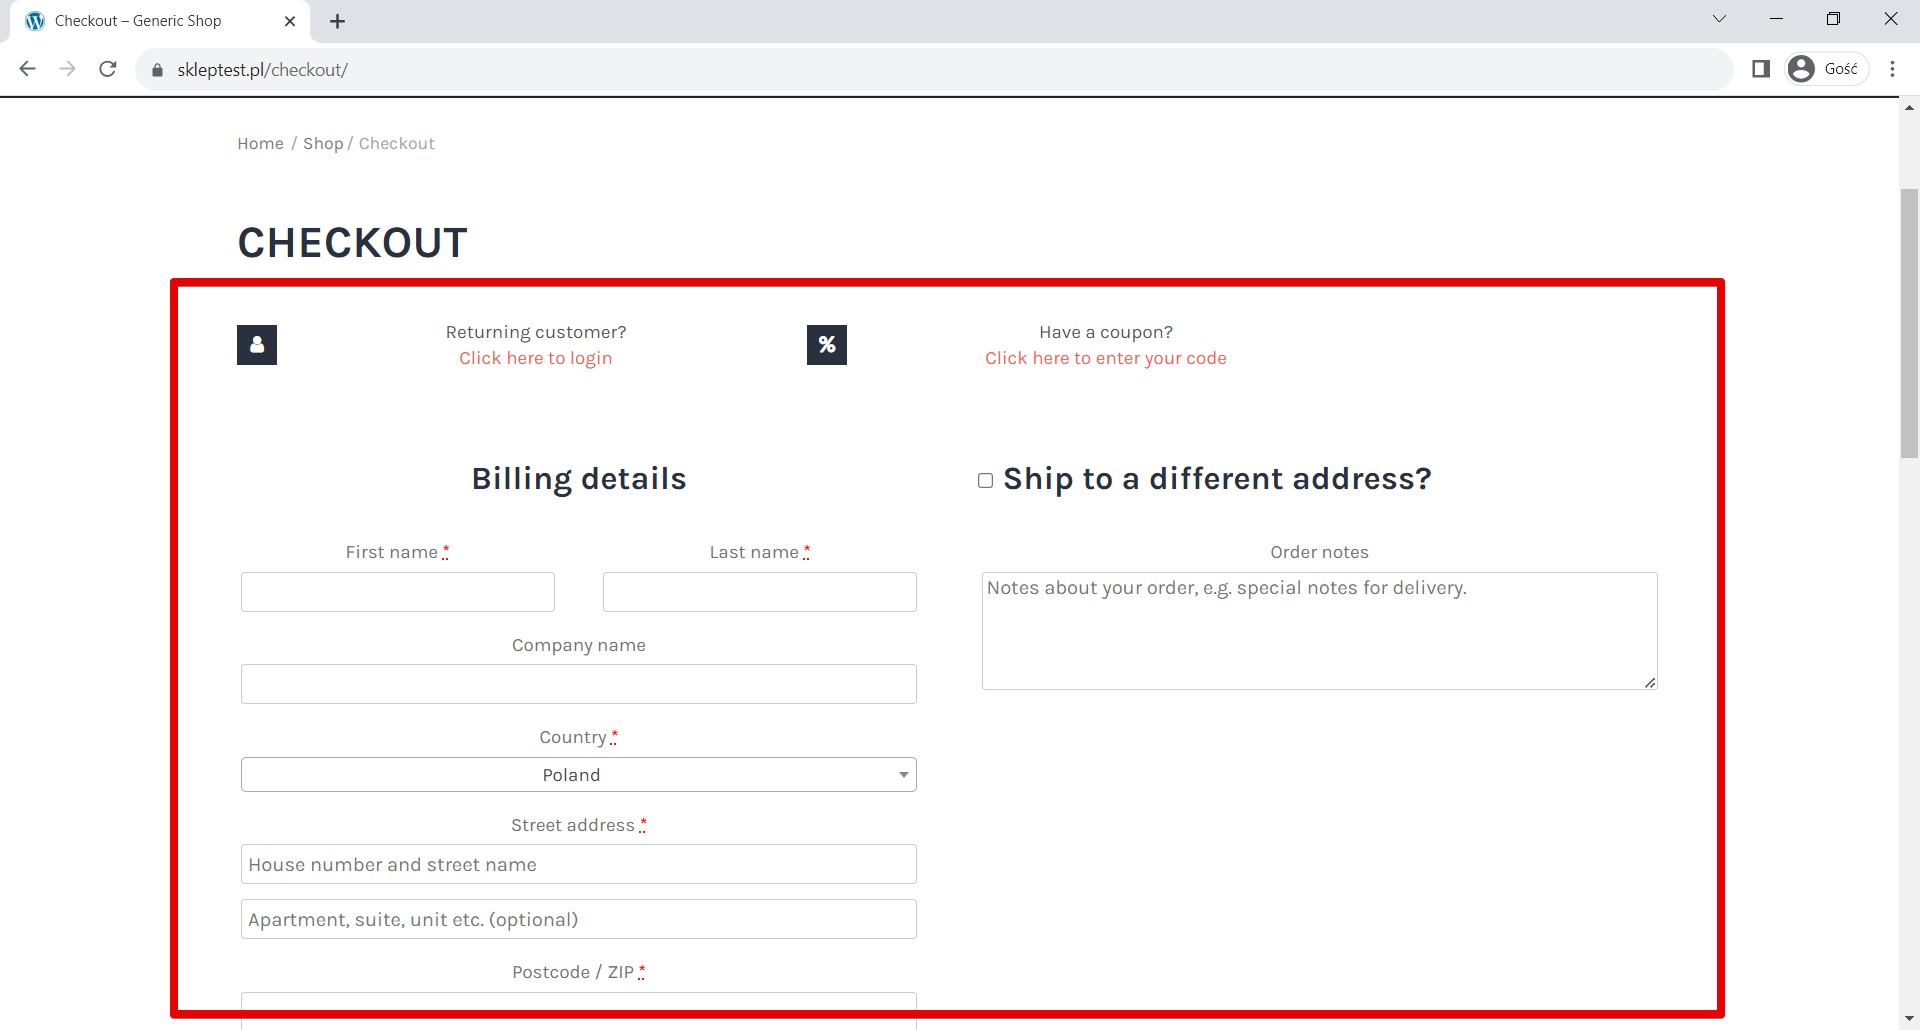 Checkout – Generic Shop
skleptest.pl/checkout/
Gość
Home / Shop / Checkout
CHECKOUT
Returning customer?
Click here to login
%
Have a coupon?
Click here to enter your code
Billing details
Ship to a different address?
First name *
Last name *
Order notes
Notes about your order, e.g. special notes for delivery.
Company name
Country *
Poland
Street address *
House number and street name
Apartment, suite, unit etc. (optional)
Postcode / ZIP *